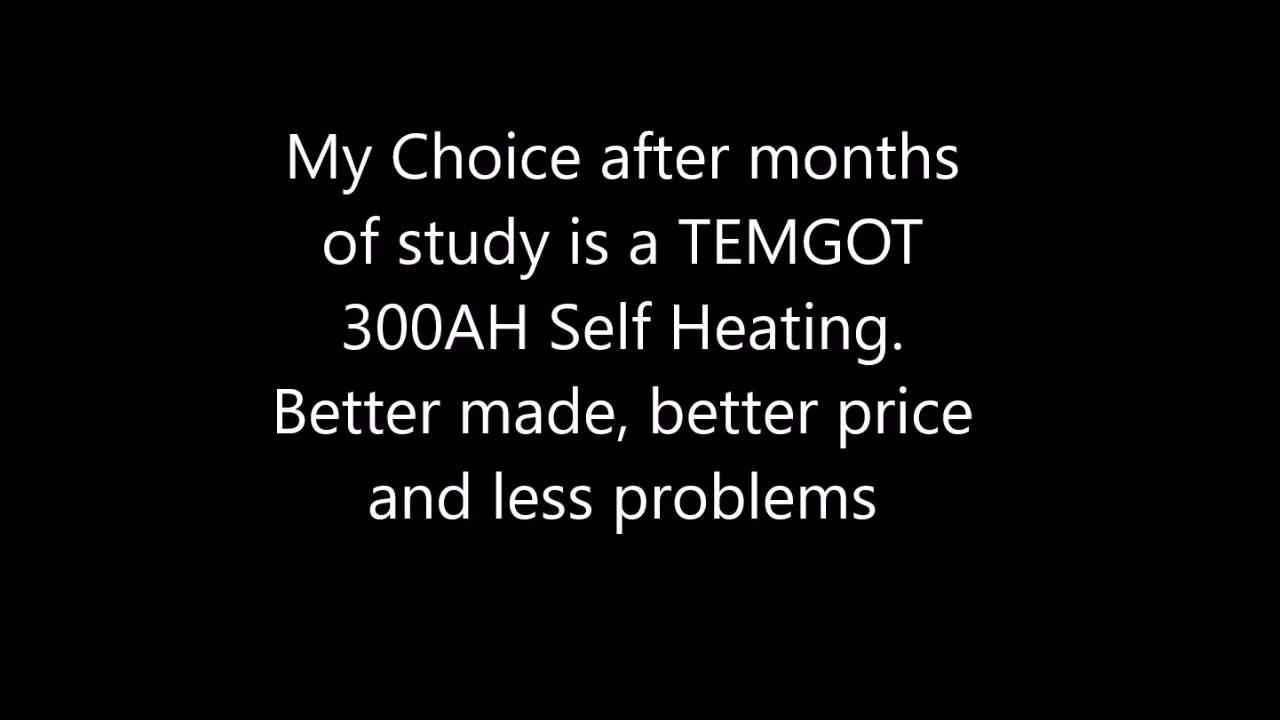 My Choice after months
of study is a TEMGOT
300AH Self Heating.
Better made, better price
and less problems